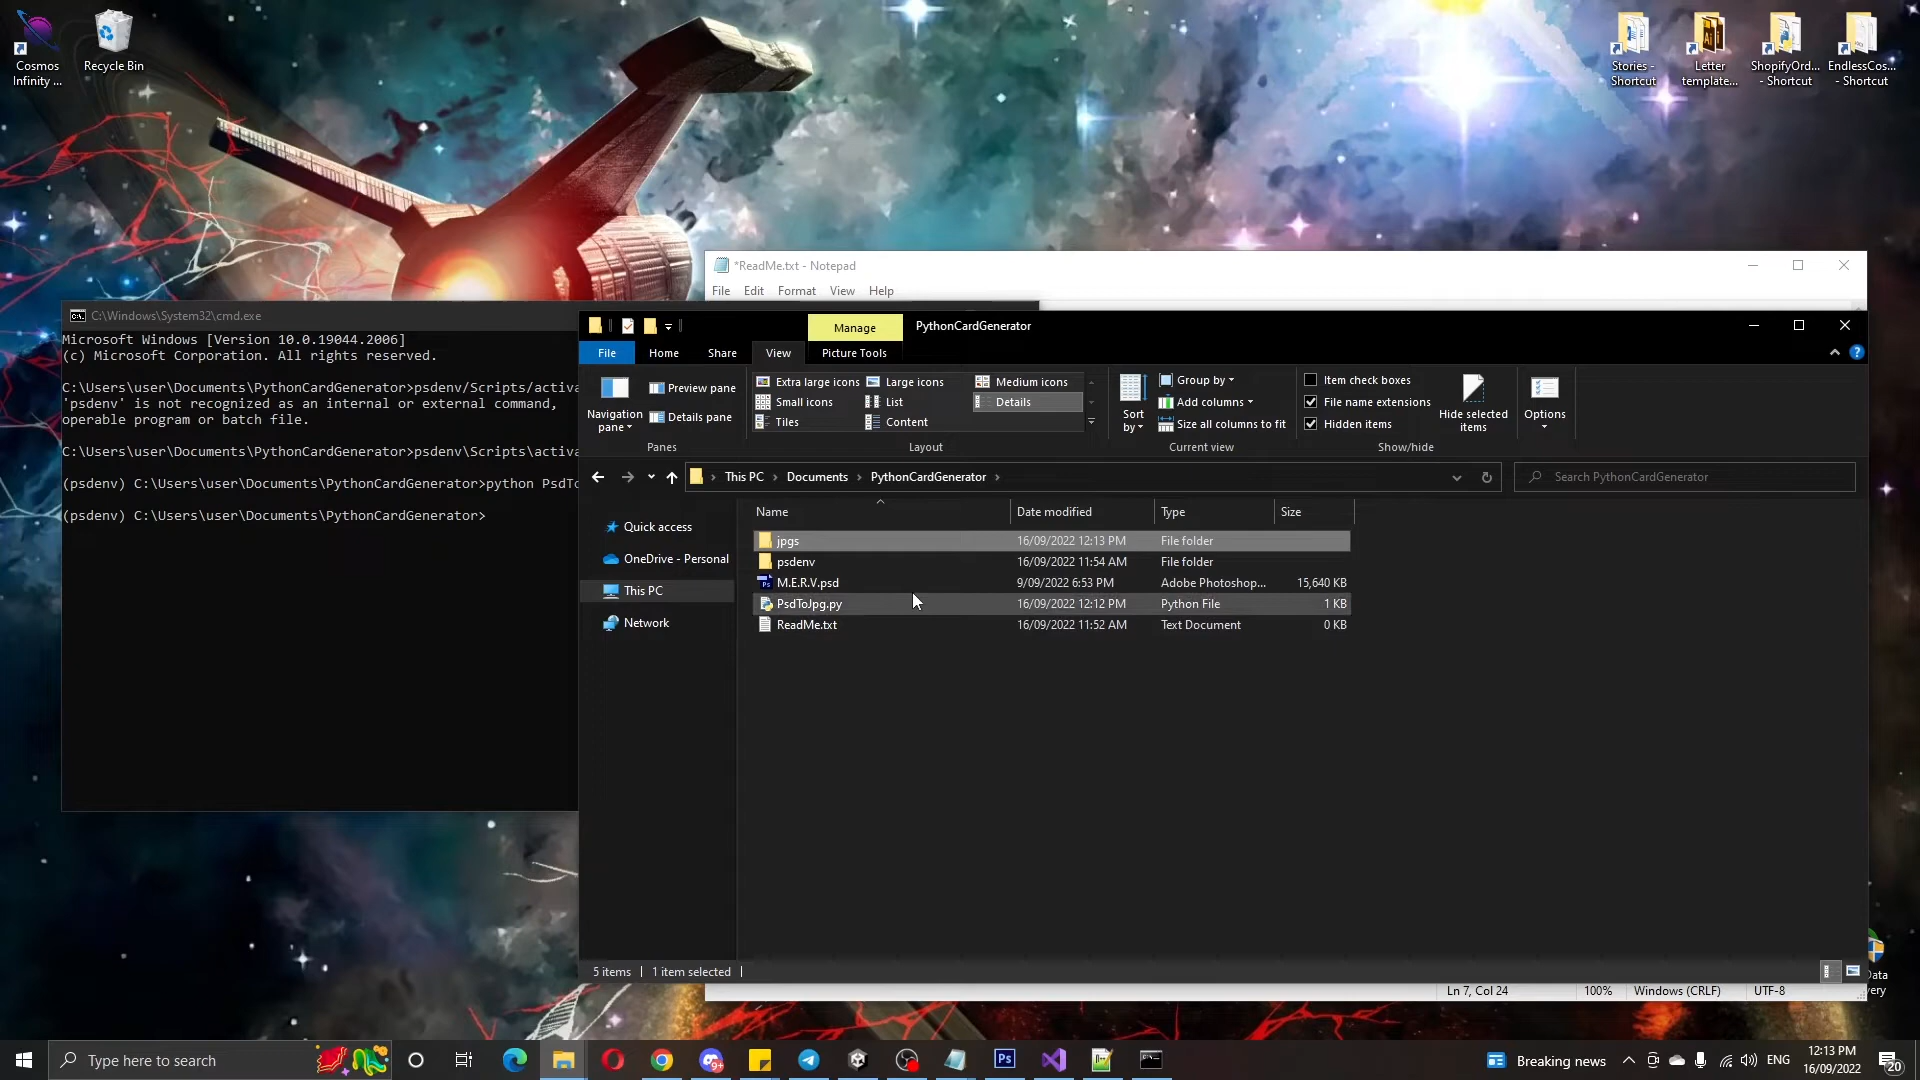 Cosmos
Infinity ...
Recycle Bin
Stories -
Shortcut
Letter
template...
ShopifyOrd...
- Shortcut
EndlessCos...
- Shortcut
*ReadMe.txt - Notepad
File Edit Format View Help
C:\Windows\System32\cmd.exe
Microsoft Windows [Version 10.0.19044.2006]
(c) Microsoft Corporation. All rights reserved.
C:\Users\user\Documents\PythonCardGenerator>psdenv/Scripts/activa
'psdenv' is not recognized as an internal or external command,
operable program or batch file.
C:\Users\user\Documents\PythonCardGenerator>psdenv\Scripts\activa
(psdenv) C:\Users\user\Documents\PythonCardGenerator>python PsdTo
(psdenv) C:\Users\user\Documents\PythonCardGenerator>
Manage PythonCardGenerator
File Home Share View Picture Tools
Navigation
pane
Preview pane
Details pane
Panes
Extra large icons Large icons Medium icons
Small icons List Details
Tiles Content
Layout
Sort
by
Group by
Add columns
Size all columns to fit
Current view
Item check boxes
File name extensions
Hidden items
Hide selected
items
Show/hide
Options
This PC Documents PythonCardGenerator
Search PythonCardGenerator
Quick access
OneDrive - Personal
This PC
Network
Name Date modified Type Size
jpgs 16/09/2022 12:13 PM File folder
psdenv 16/09/2022 11:54 AM File folder
M.E.R.V.psd 9/09/2022 6:53 PM Adobe Photoshop... 15,640 KB
PsdToJpg.py 16/09/2022 12:12 PM Python File 1 KB
ReadMe.txt 16/09/2022 11:52 AM Text Document 0 KB
5 items 1 item selected
Data
very
Ln 7, Col 24 100% Windows (CRLF) UTF-8
Type here to search
9+
Ps
Breaking news
ENG
12:13 PM
16/09/2022
20